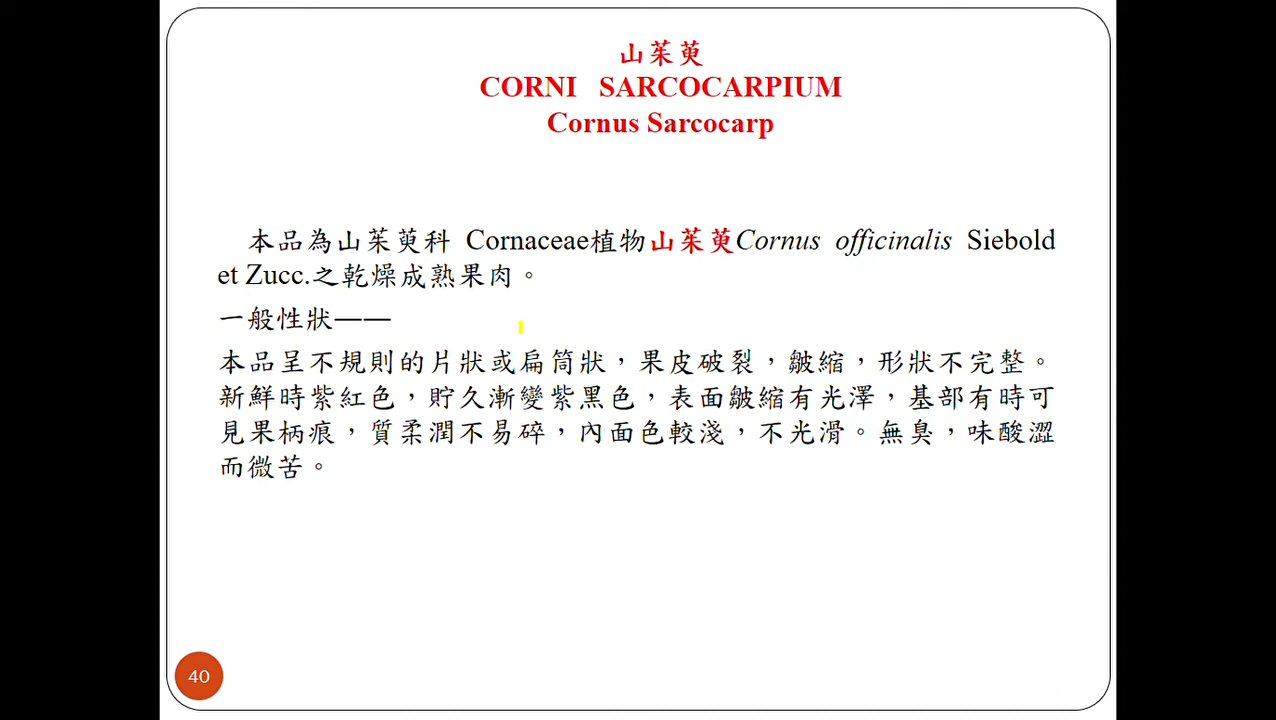 山茱萸
CORNI SARCOCARPIUM
Cornus Sarcocarp
本品為山茱萸科 Cornaceae植物山茱萸Cornus officinalis Siebold
et Zucc.之乾燥成熟果肉。
一般性狀——
本品呈不規則的片狀或扁筒狀，果皮破裂，皺縮，形狀不完整。
新鮮時紫紅色，貯久漸變紫黑色，表面皺縮有光澤，基部有時可
見果柄痕，質柔潤不易碎，內面色較淺，不光滑。無臭，味酸澀
而微苦。
40